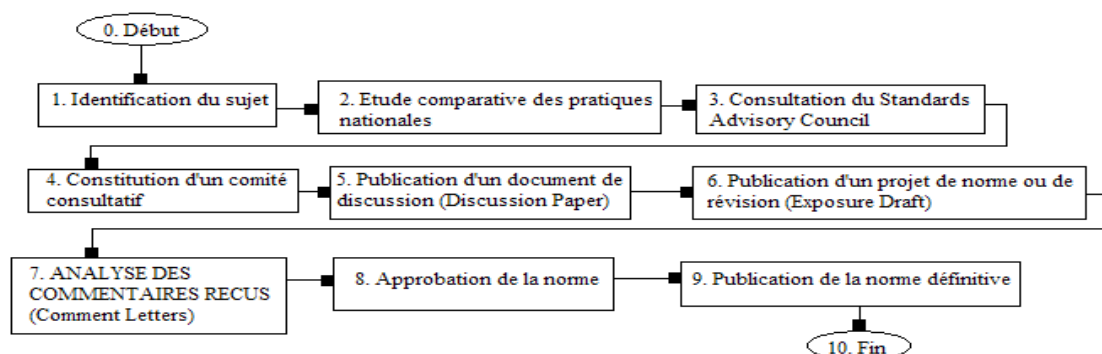 0. Début
1. Identification du sujet
2. Etude comparative des pratiques
nationales
3. Consultation du Standards
Advisory Council
4. Constitution d'un comité
consultatif
5. Publication d'un document de
discussion (Discussion Paper)
6. Publication d'un projet de norme ou de
révision (Exposure Draft)
7. ANALYSE DES
COMMENTAIRES RECUS
(Comment Letters)
8. Approbation de la norme
9. Publication de la norme définitive
10. Fin